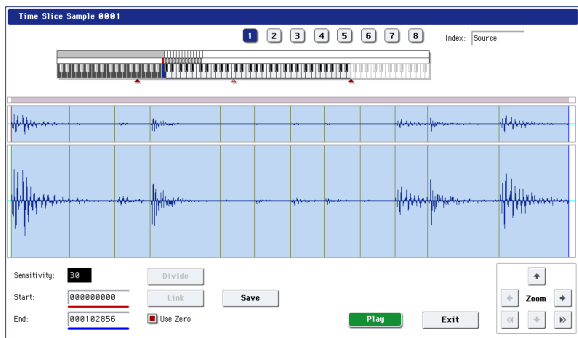 Time Slice Sample 0001
1 2 3 4 5 6 7 8 Index: Source
Sensitivity: 30 Divide
Start: 000000000 Link Save
End: 000102856 Use Zero Play Exit
Zoom